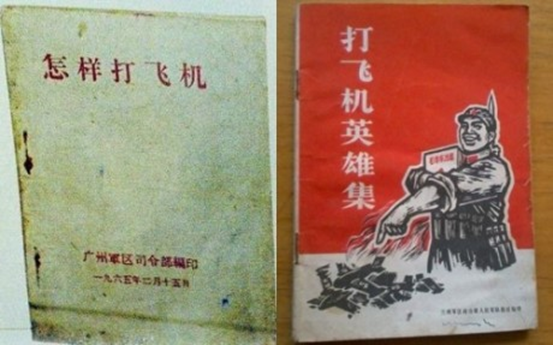 怎样打飞机
广州军区司令部编印
一九六五年二月十五日
打飞机英雄集